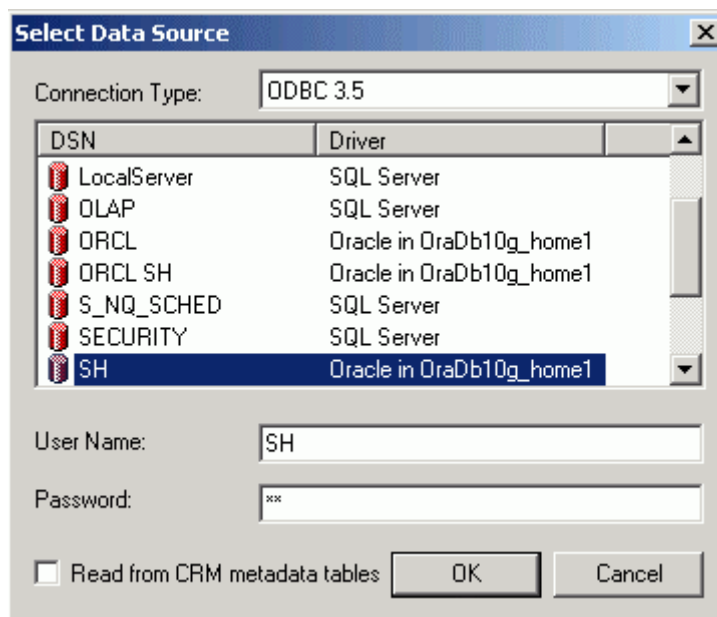 Select Data Source
Connection Type: ODBC 3.5
DSN Driver
LocalServer SQL Server
OLAP SQL Server
ORCL Oracle in OraDb10g_home1
ORCL SH Oracle in OraDb10g_home1
S_NQ_SCHED SQL Server
SECURITY SQL Server
SH Oracle in OraDb10g_home1
User Name: SH
Password: **
Read from CRM metadata tables OK Cancel